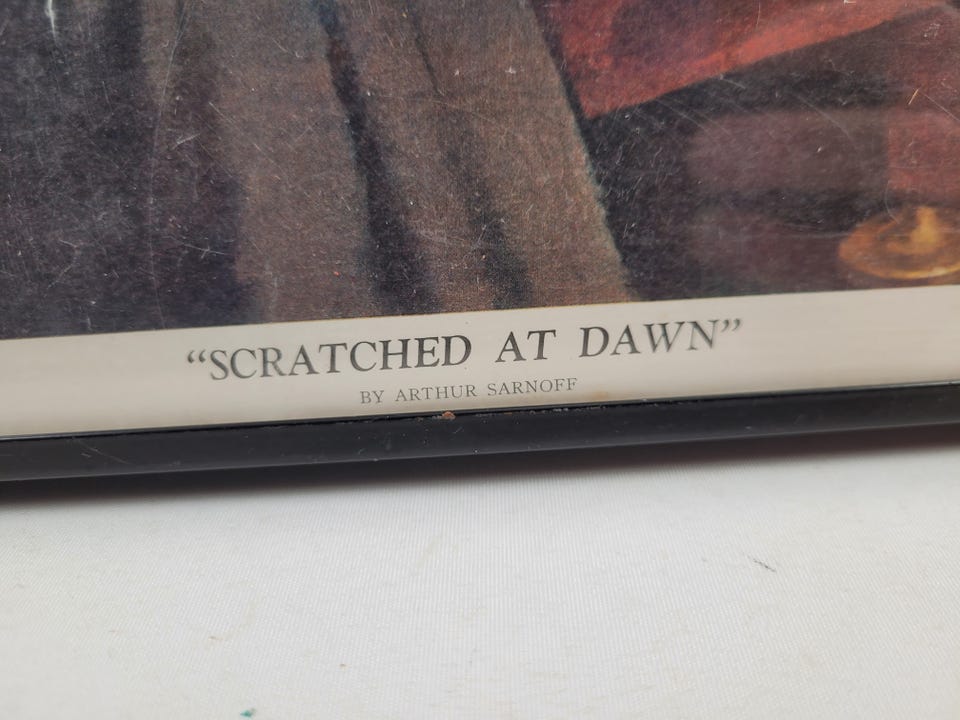 “SCRATCHED AT DAWN”
BY ARTHUR SARNOFF